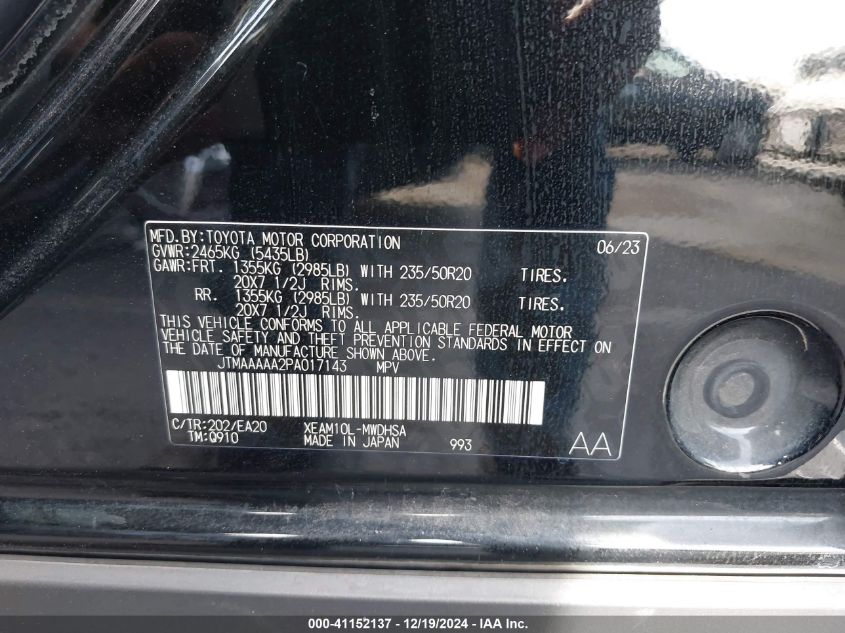 MFD.BY:TOYOTA MOTOR CORPORATION 06/23
GVWR:2465KG (5435LB)
GAWR:FRT. 1355KG (2985LB) WITH 235/50R20 TIRES.
20X7 1/2J RIMS.
RR. 1355KG (2985LB) WITH 235/50R20 TIRES.
20X7 1/2J RIMS.
THIS VEHICLE CONFORMS TO ALL APPLICABLE FEDERAL MOTOR
VEHICLE SAFETY AND THEFT PREVENTION STANDARDS IN EFFECT ON
THE DATE OF MANUFACTURE SHOWN ABOVE.
JTMAAAAA2PA017143 MPV
C/TR:202/EA20 XEAM10L-MWDHSA
TM:Q910 MADE IN JAPAN 993 AA
000-41152137 - 12/19/2024 - IAA Inc.